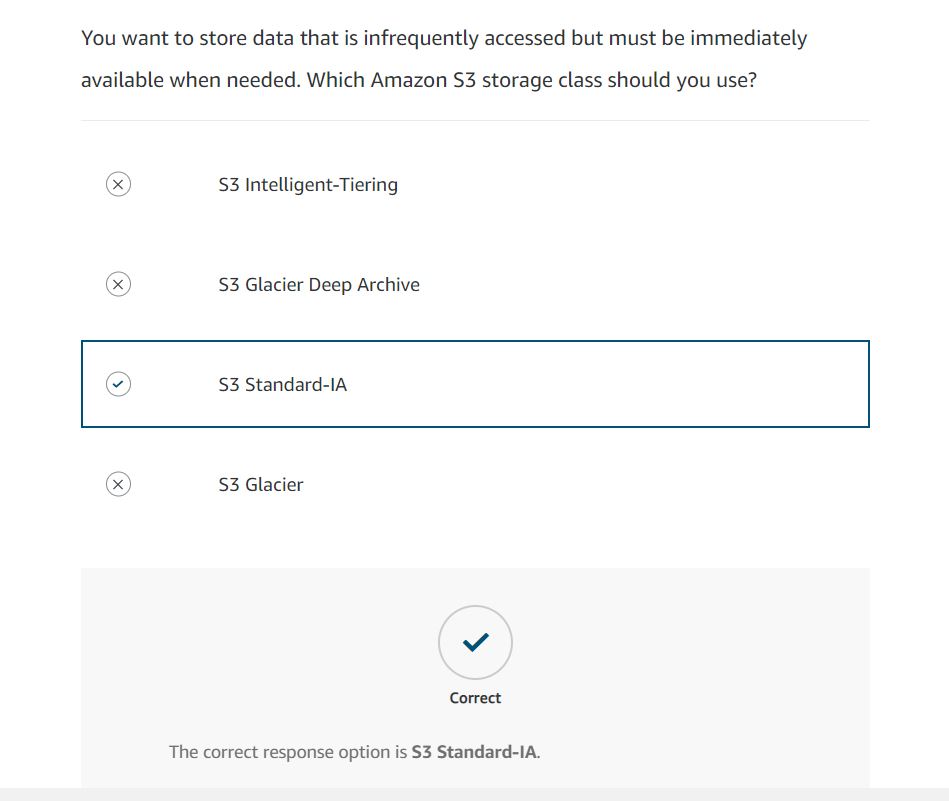 You want to store data that is infrequently accessed but must be immediately
available when needed. Which Amazon S3 storage class should you use?
S3 Intelligent-Tiering
S3 Glacier Deep Archive
S3 Standard-IA
S3 Glacier
Correct
The correct response option is S3 Standard-IA.